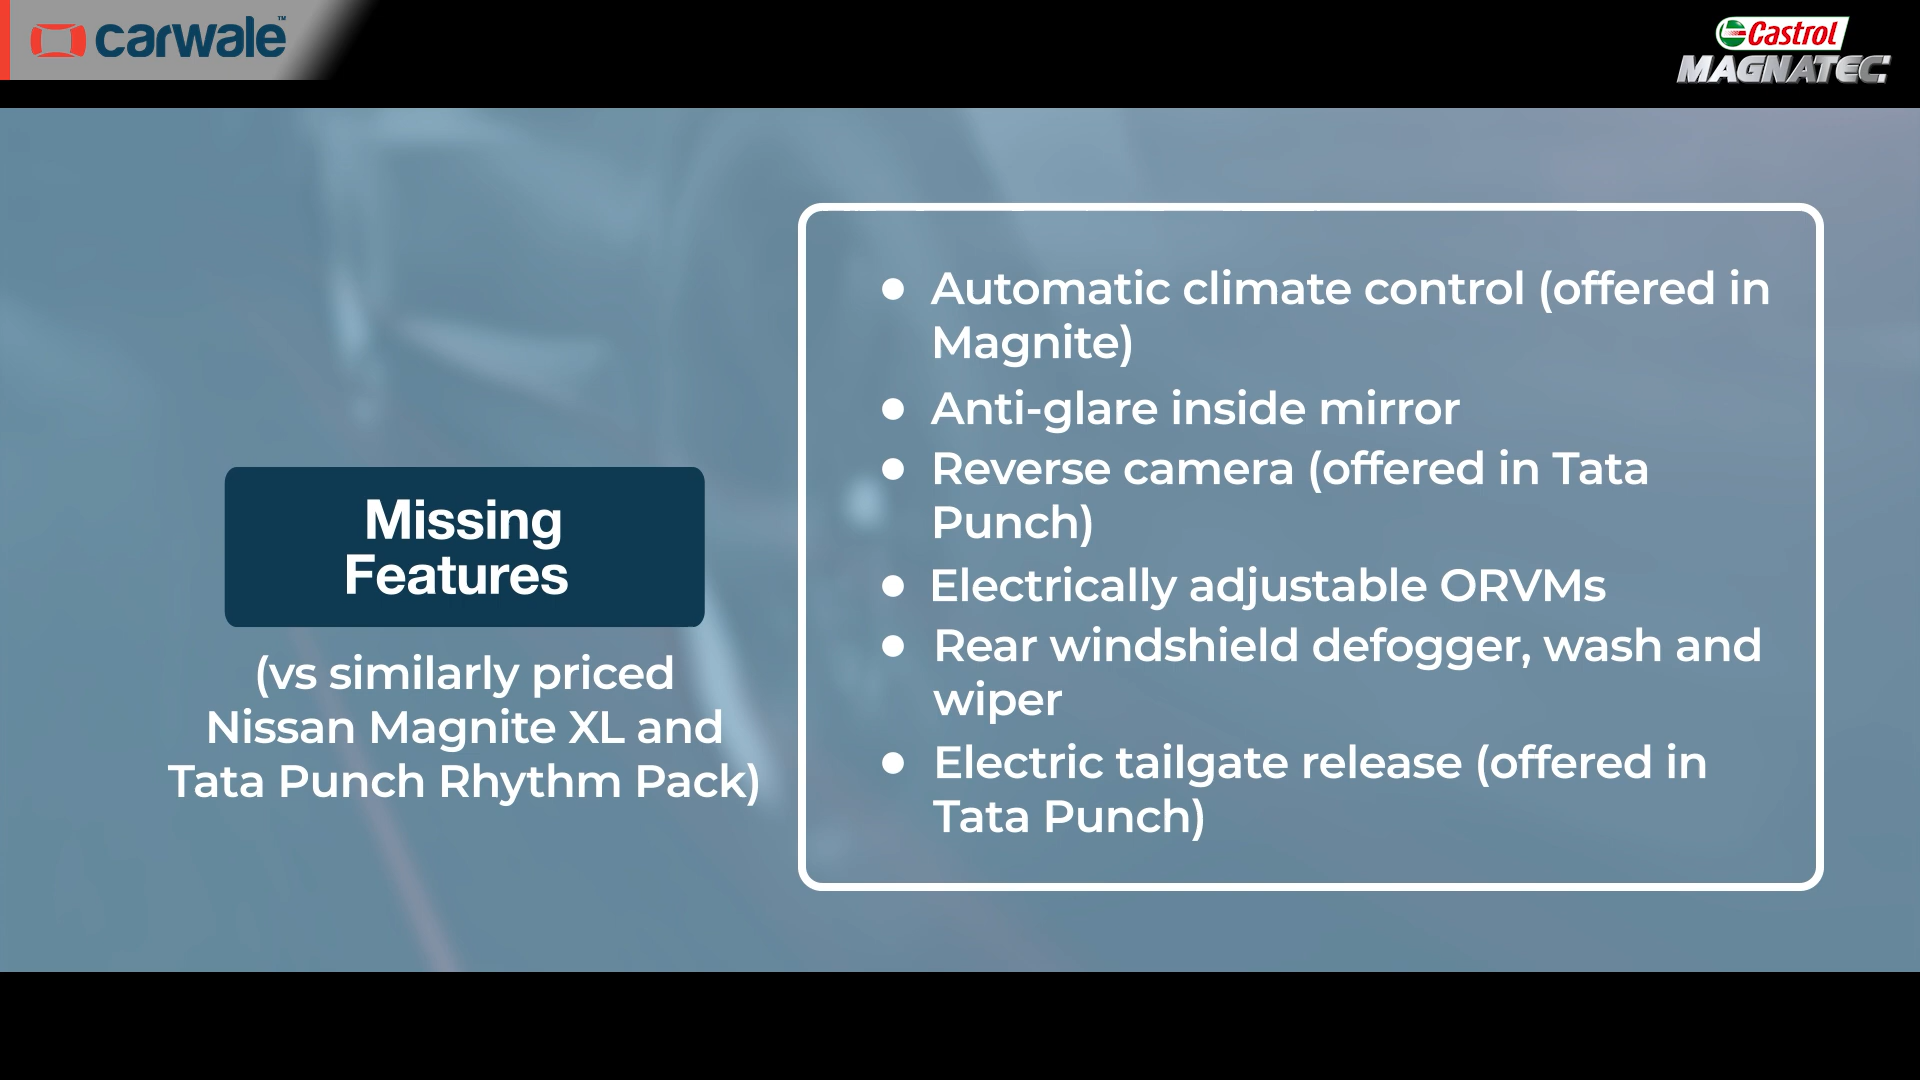 carwale™
Castrol
MAGNATEC
Missing
Features
(vs similarly priced
Nissan Magnite XL and
Tata Punch Rhythm Pack)
● Automatic climate control (offered in
Magnite)
● Anti-glare inside mirror
● Reverse camera (offered in Tata
Punch)
● Electrically adjustable ORVMs
● Rear windshield defogger, wash and
wiper
● Electric tailgate release (offered in
Tata Punch)